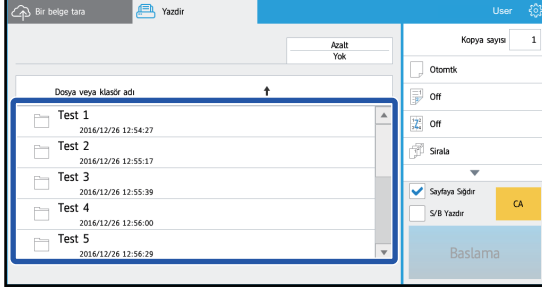 Bir belge tara
Yazdir
User
Azalt
Yok
Dosya veya klasör adı
Test 1
2016/12/26 12:54:27
Test 2
2016/12/26 12:55:17
Test 3
2016/12/26 12:55:39
Test 4
2016/12/26 12:56:00
Test 5
2016/12/26 12:56:29
Kopya sayısı 1
Otomtk
Off
Off
Sirala
Sayfaya Sığdır
S/B Yazdır
CA
Baslama